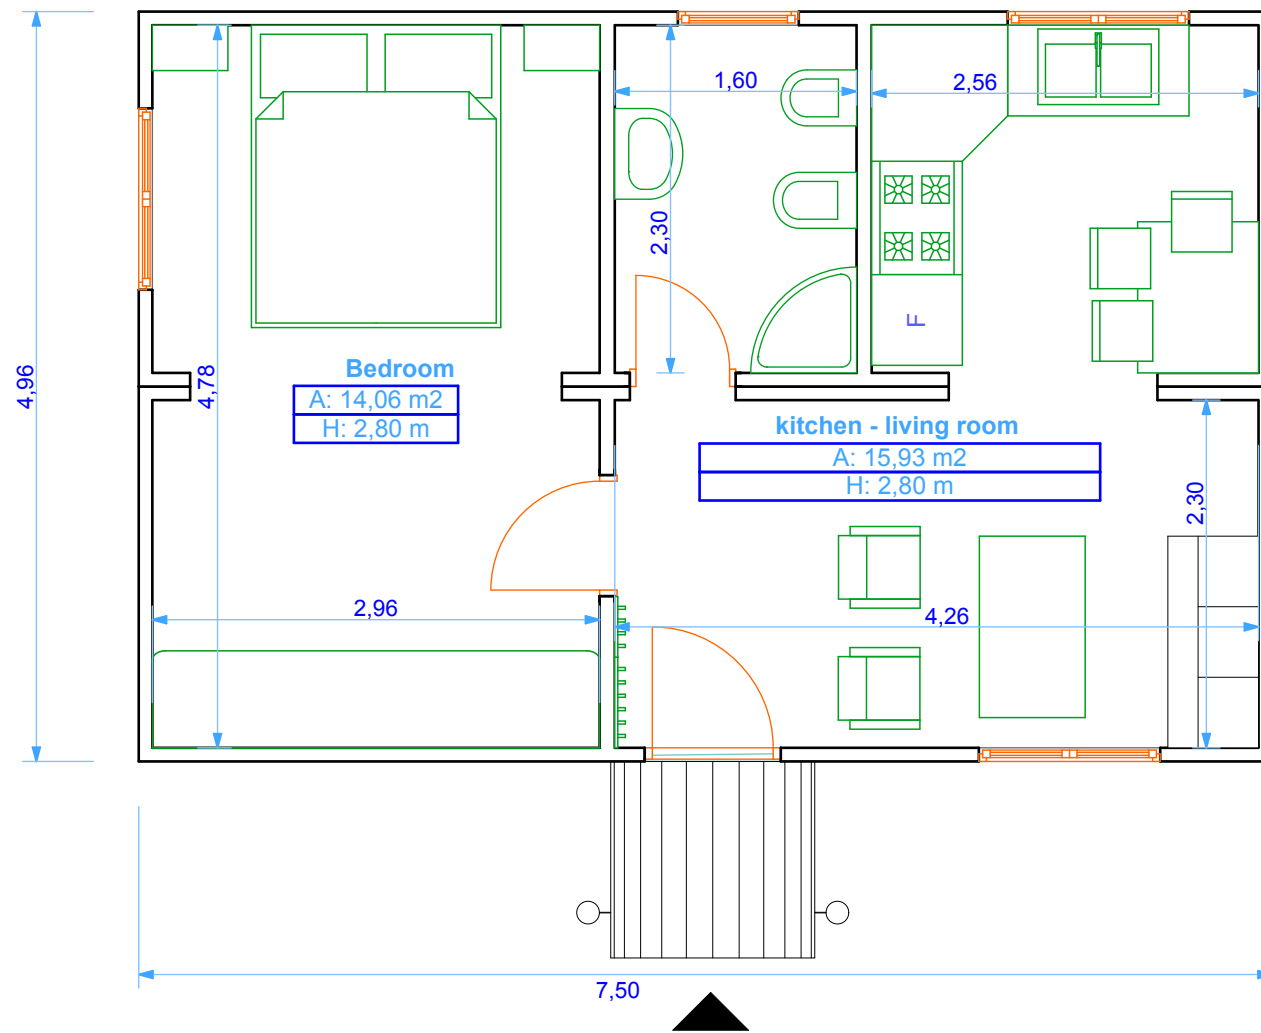 1,60
2,56
2,30
4,96
4,78
F
Bedroom
A: 14,06 m2
H: 2,80 m
kitchen - living room
A: 15,93 m2
H: 2,80 m
2,30
2,96
4,26
7,50